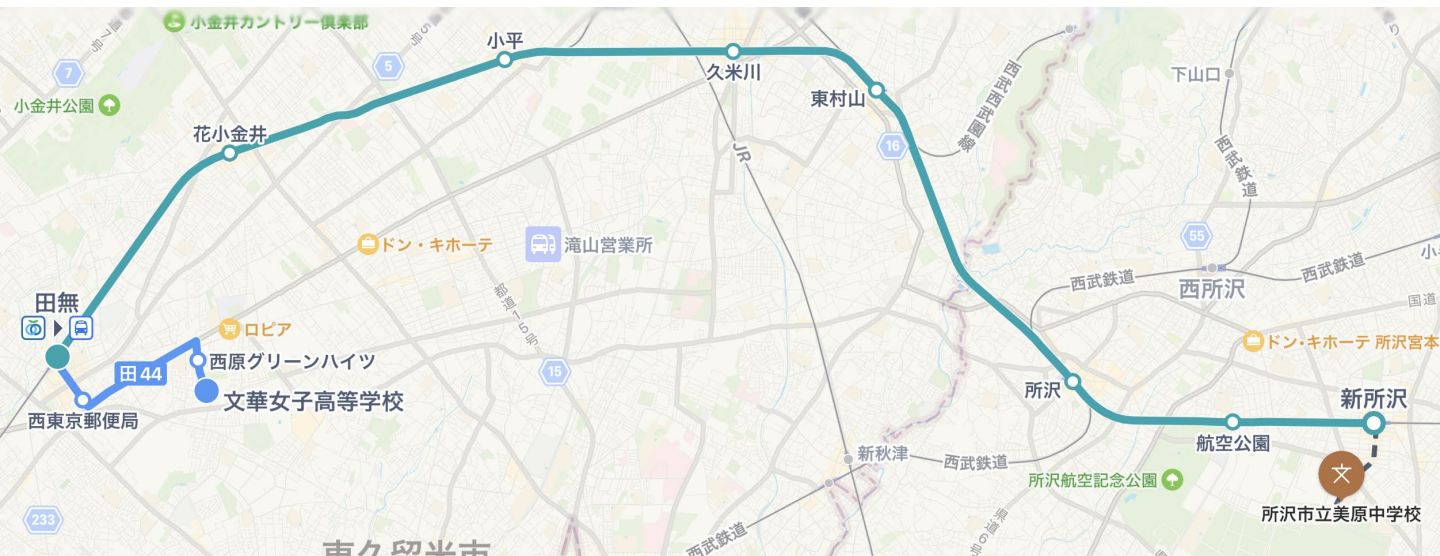 小金井カントリー倶楽部
7
5
小平
久米川
小金井公園
東村山
下山口
西武西武園線
花小金井
16
JR
西武鉄道
55
ドン・キホーテ
滝山営業所
西武鉄道
西所沢
西武鉄道
国道
田無
都道15号
ロピア
ドン・キホーテ 所沢宮本
西原グリーンハイツ
田44
15
文華女子高等学校
所沢
新所沢
西東京郵便局
航空公園
新秋津
西武鉄道
所沢航空記念公園
文
所沢市立美原中学校
233
県道6号
西武鉄道
東久留米市